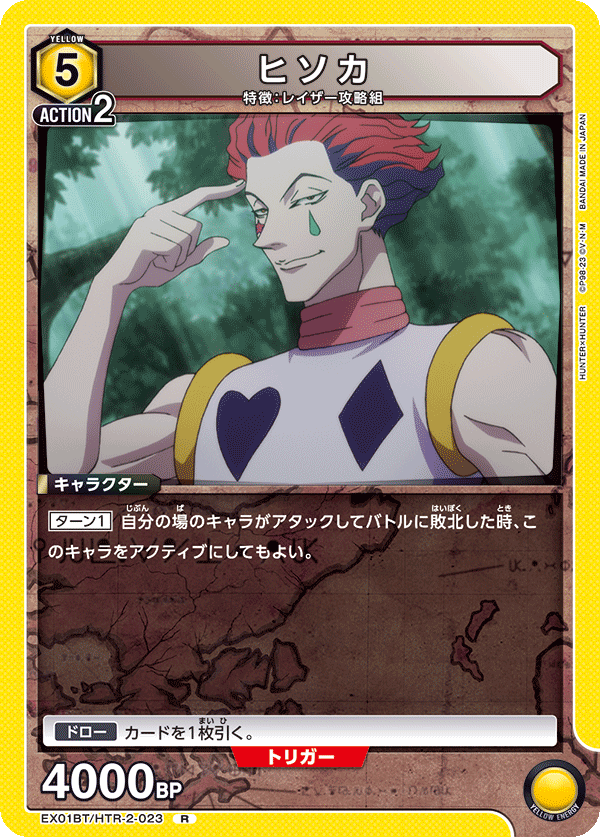 YELLOW
5
ACTION2
ヒソカ
特徴:レイザー攻略組
BANDAI MADE IN JAPAN
HUNTER×HUNTER ©P98-23 ©V・N・M
キャラクター
ターン1 自分の場のキャラがアタックしてバトルに敗北した時、こ
のキャラをアクティブにしてもよい。
ドロー カードを1枚引く。
トリガー
4000BP
YELLOW ENERGY
EX01BT/HTR-2-023 R